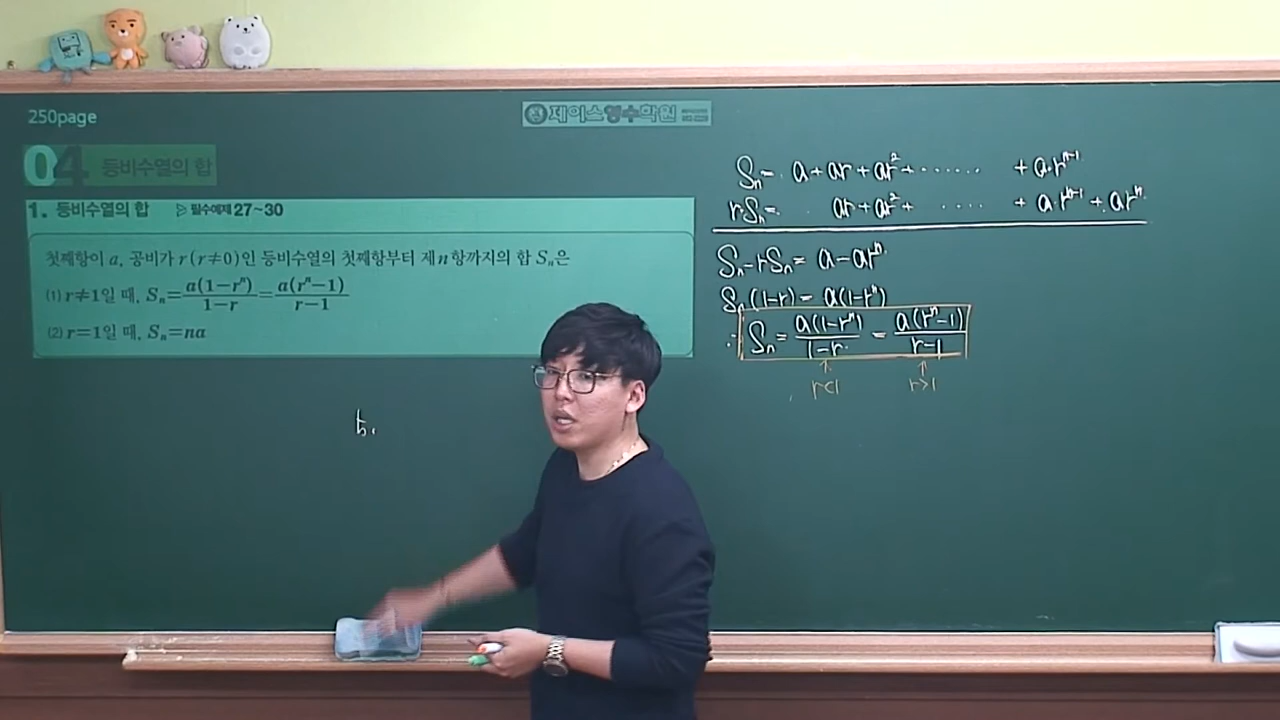 250page
제이스영수학원
04 등비수열의 합
1. 등비수열의 합 ▷ 필수예제 27~30
첫째항이 a, 공비가 r(r≠0)인 등비수열의 첫째항부터 제n항까지의 합 Sₙ은
(1) r≠1일 때, Sₙ=a(1-rⁿ)/1-r=a(rⁿ-1)/r-1
(2) r=1일 때, Sₙ=na
Sₙ= a+ar+ar²+ ...... + a·rⁿ⁻¹
rSₙ= ar+ar²+ .... + a·rⁿ⁻¹+arⁿ
Sₙ-rSₙ= a-arⁿ
Sₙ(1-r)= a(1-rⁿ)
∴ Sₙ= a(1-rⁿ)/1-r = a(rⁿ-1)/r-1
↑ ↑
r<1 r>1